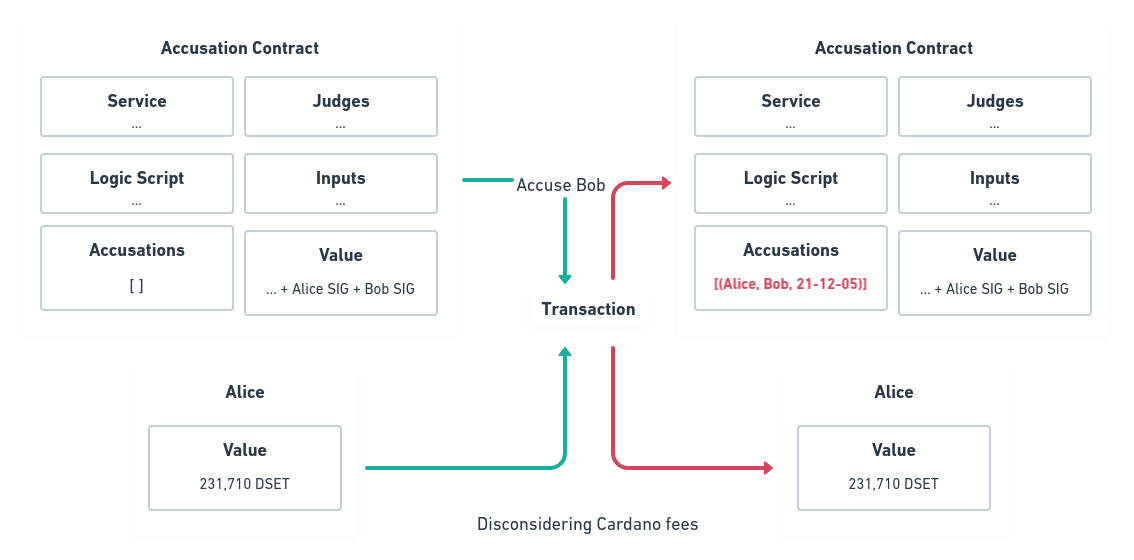 Accusation Contract
Service
...
Judges
...
Logic Script
...
Inputs
...
Accusations
[ ]
Value
... + Alice SIG + Bob SIG
Accuse Bob
Transaction
Accusation Contract
Service
...
Judges
...
Logic Script
...
Inputs
...
Accusations
[(Alice, Bob, 21-12-05)]
Value
... + Alice SIG + Bob SIG
Alice
Value
231,710 DSET
Alice
Value
231,710 DSET
Disconsidering Cardano fees